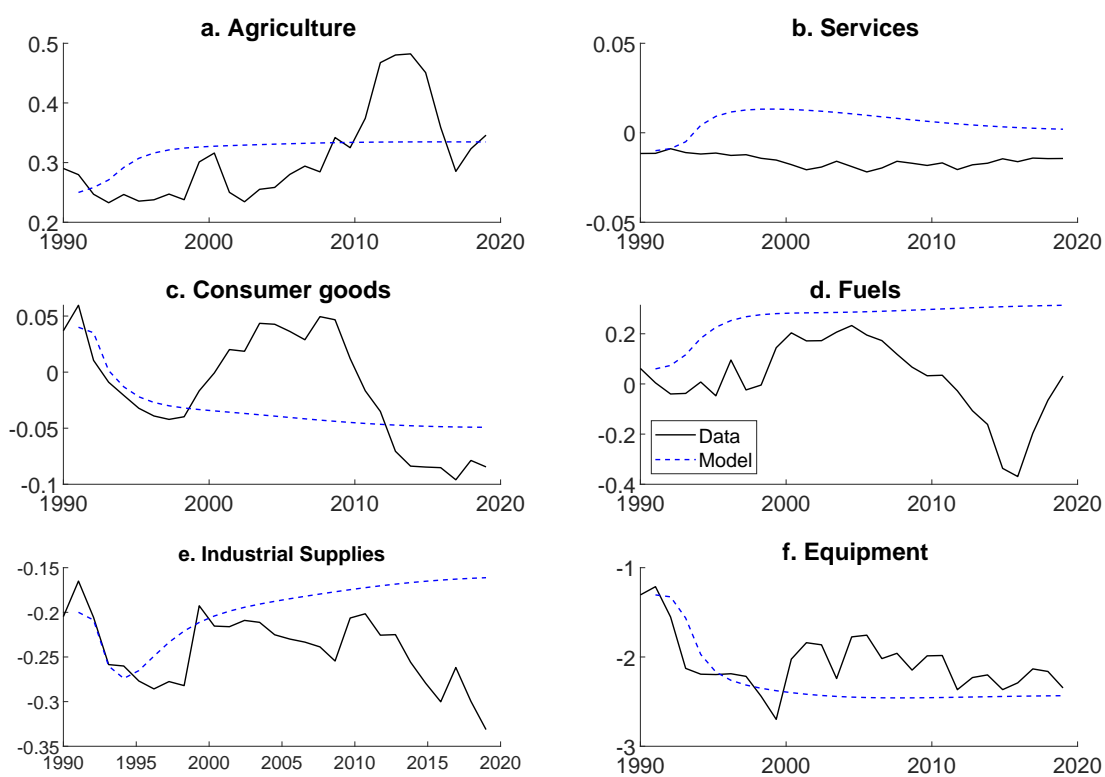 a. Agriculture
0.5
0.4
0.3
0.2
1990 2000 2010 2020
b. Services
0.05
0
-0.05
1990 2000 2010 2020
c. Consumer goods
0.05
0
-0.05
-0.1
1990 2000 2010 2020
d. Fuels
0.2
0
-0.2
-0.4
Data
Model
1990 2000 2010 2020
e. Industrial Supplies
-0.15
-0.2
-0.25
-0.3
-0.35
1990 1995 2000 2005 2010 2015 2020
f. Equipment
-1
-2
-3
1990 2000 2010 2020